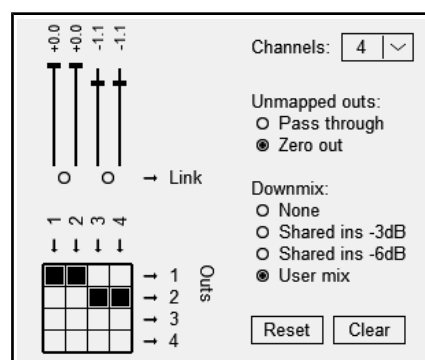 +0.0 +0.0 -1.1 -1.1
Channels: 4
Unmapped outs:
Pass through
Zero out
Link
Downmix:
None
Shared ins -3dB
Shared ins -6dB
User mix
1 2 3 4
1
2
3
4
Outs
Reset Clear